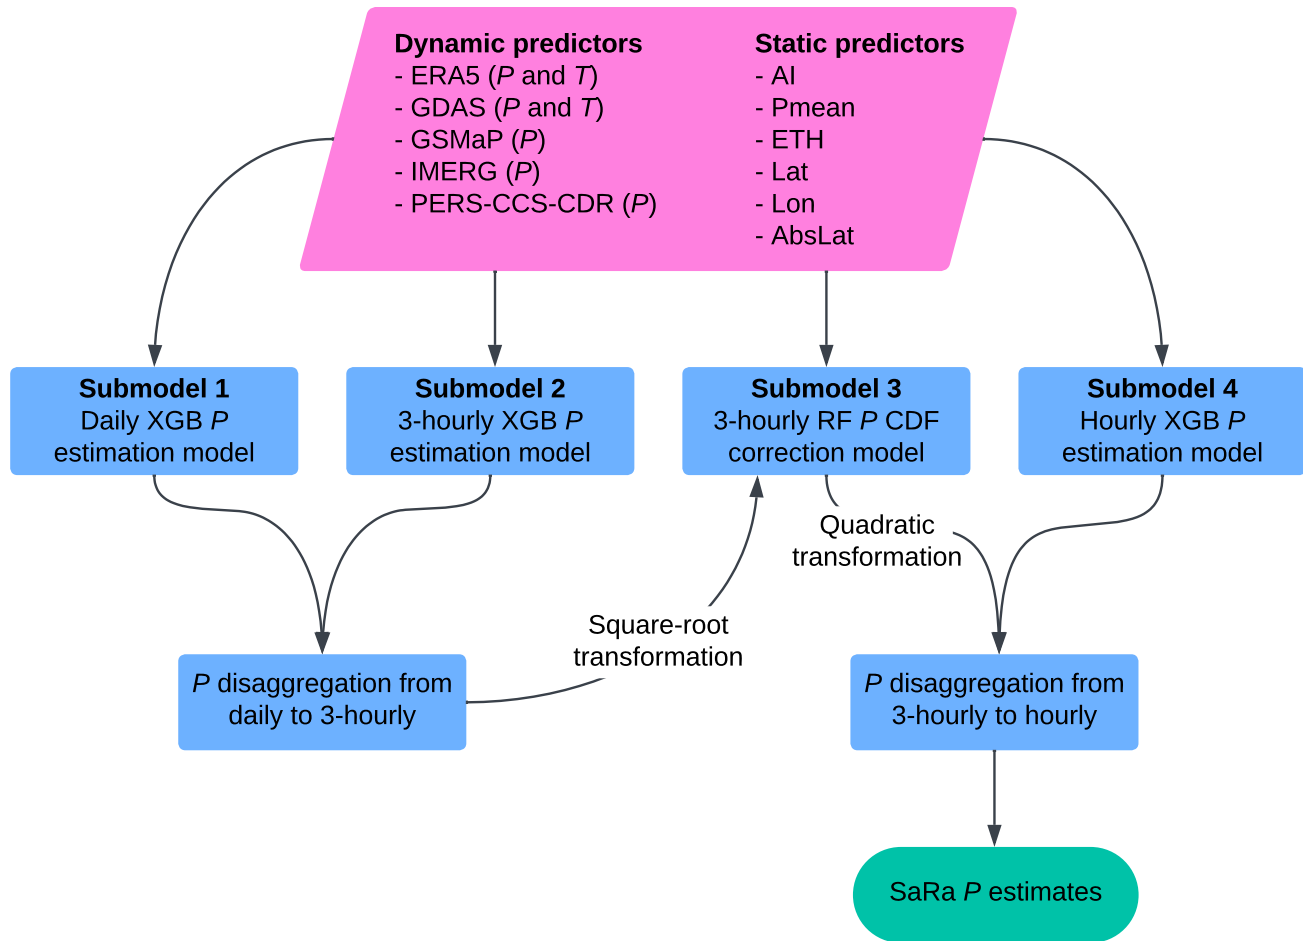 Dynamic predictors
- ERA5 (P and T)
- GDAS (P and T)
- GSMaP (P)
- IMERG (P)
- PERS-CCS-CDR (P)
Static predictors
- AI
- Pmean
- ETH
- Lat
- Lon
- AbsLat
Submodel 1
Daily XGB P
estimation model
Submodel 2
3-hourly XGB P
estimation model
Submodel 3
3-hourly RF P CDF
correction model
Submodel 4
Hourly XGB P
estimation model
Quadratic
transformation
Square-root
transformation
P disaggregation from
daily to 3-hourly
P disaggregation from
3-hourly to hourly
SaRa P estimates